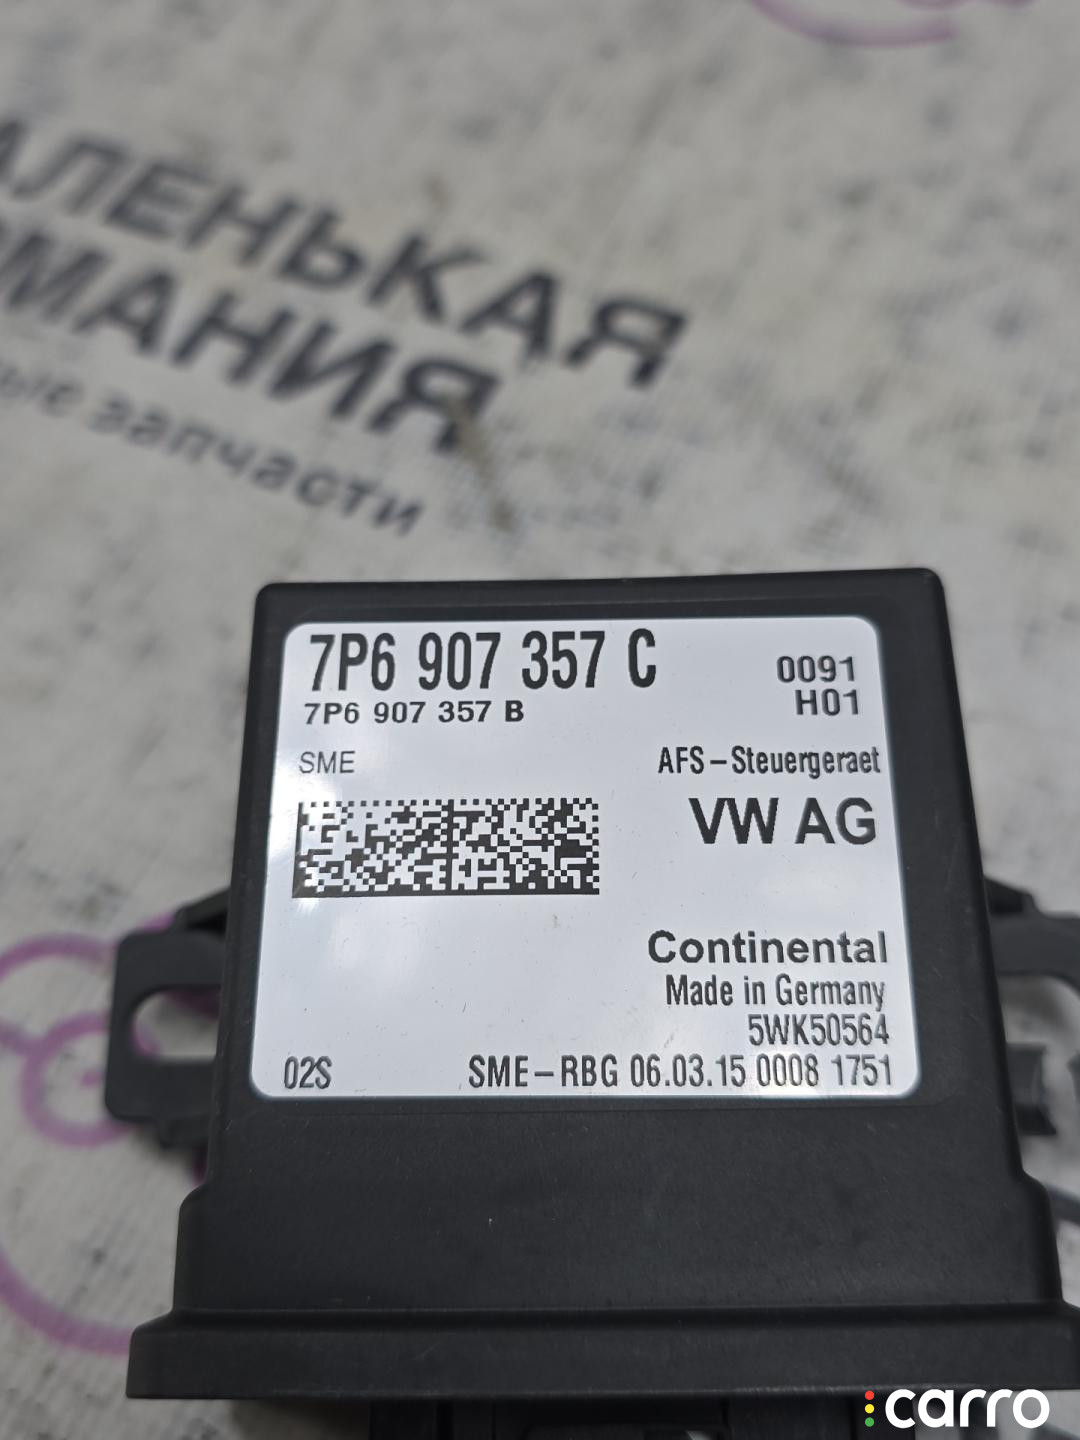 АЛЕНЬКАЯ
МАНИЯ
запчасти
7P6 907 357 C
7P6 907 357 B
0091
H01
SME
AFS-Steuergeraet
VW AG
Continental
Made in Germany
5WK50564
02S
SME-RBG 06.03.15 0008 1751
carro